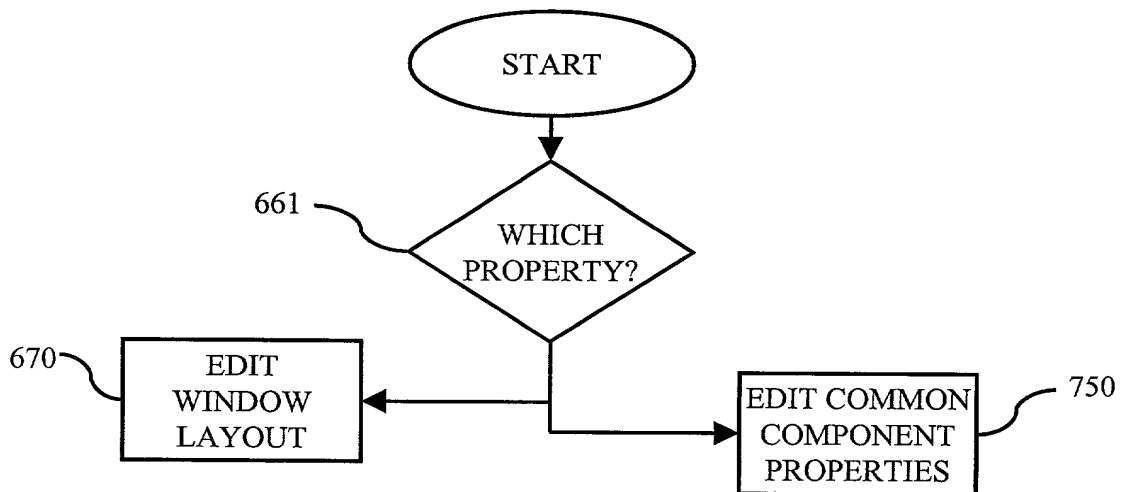 START
661
WHICH
PROPERTY?
670
EDIT
WINDOW
LAYOUT
EDIT COMMON
COMPONENT
PROPERTIES
750